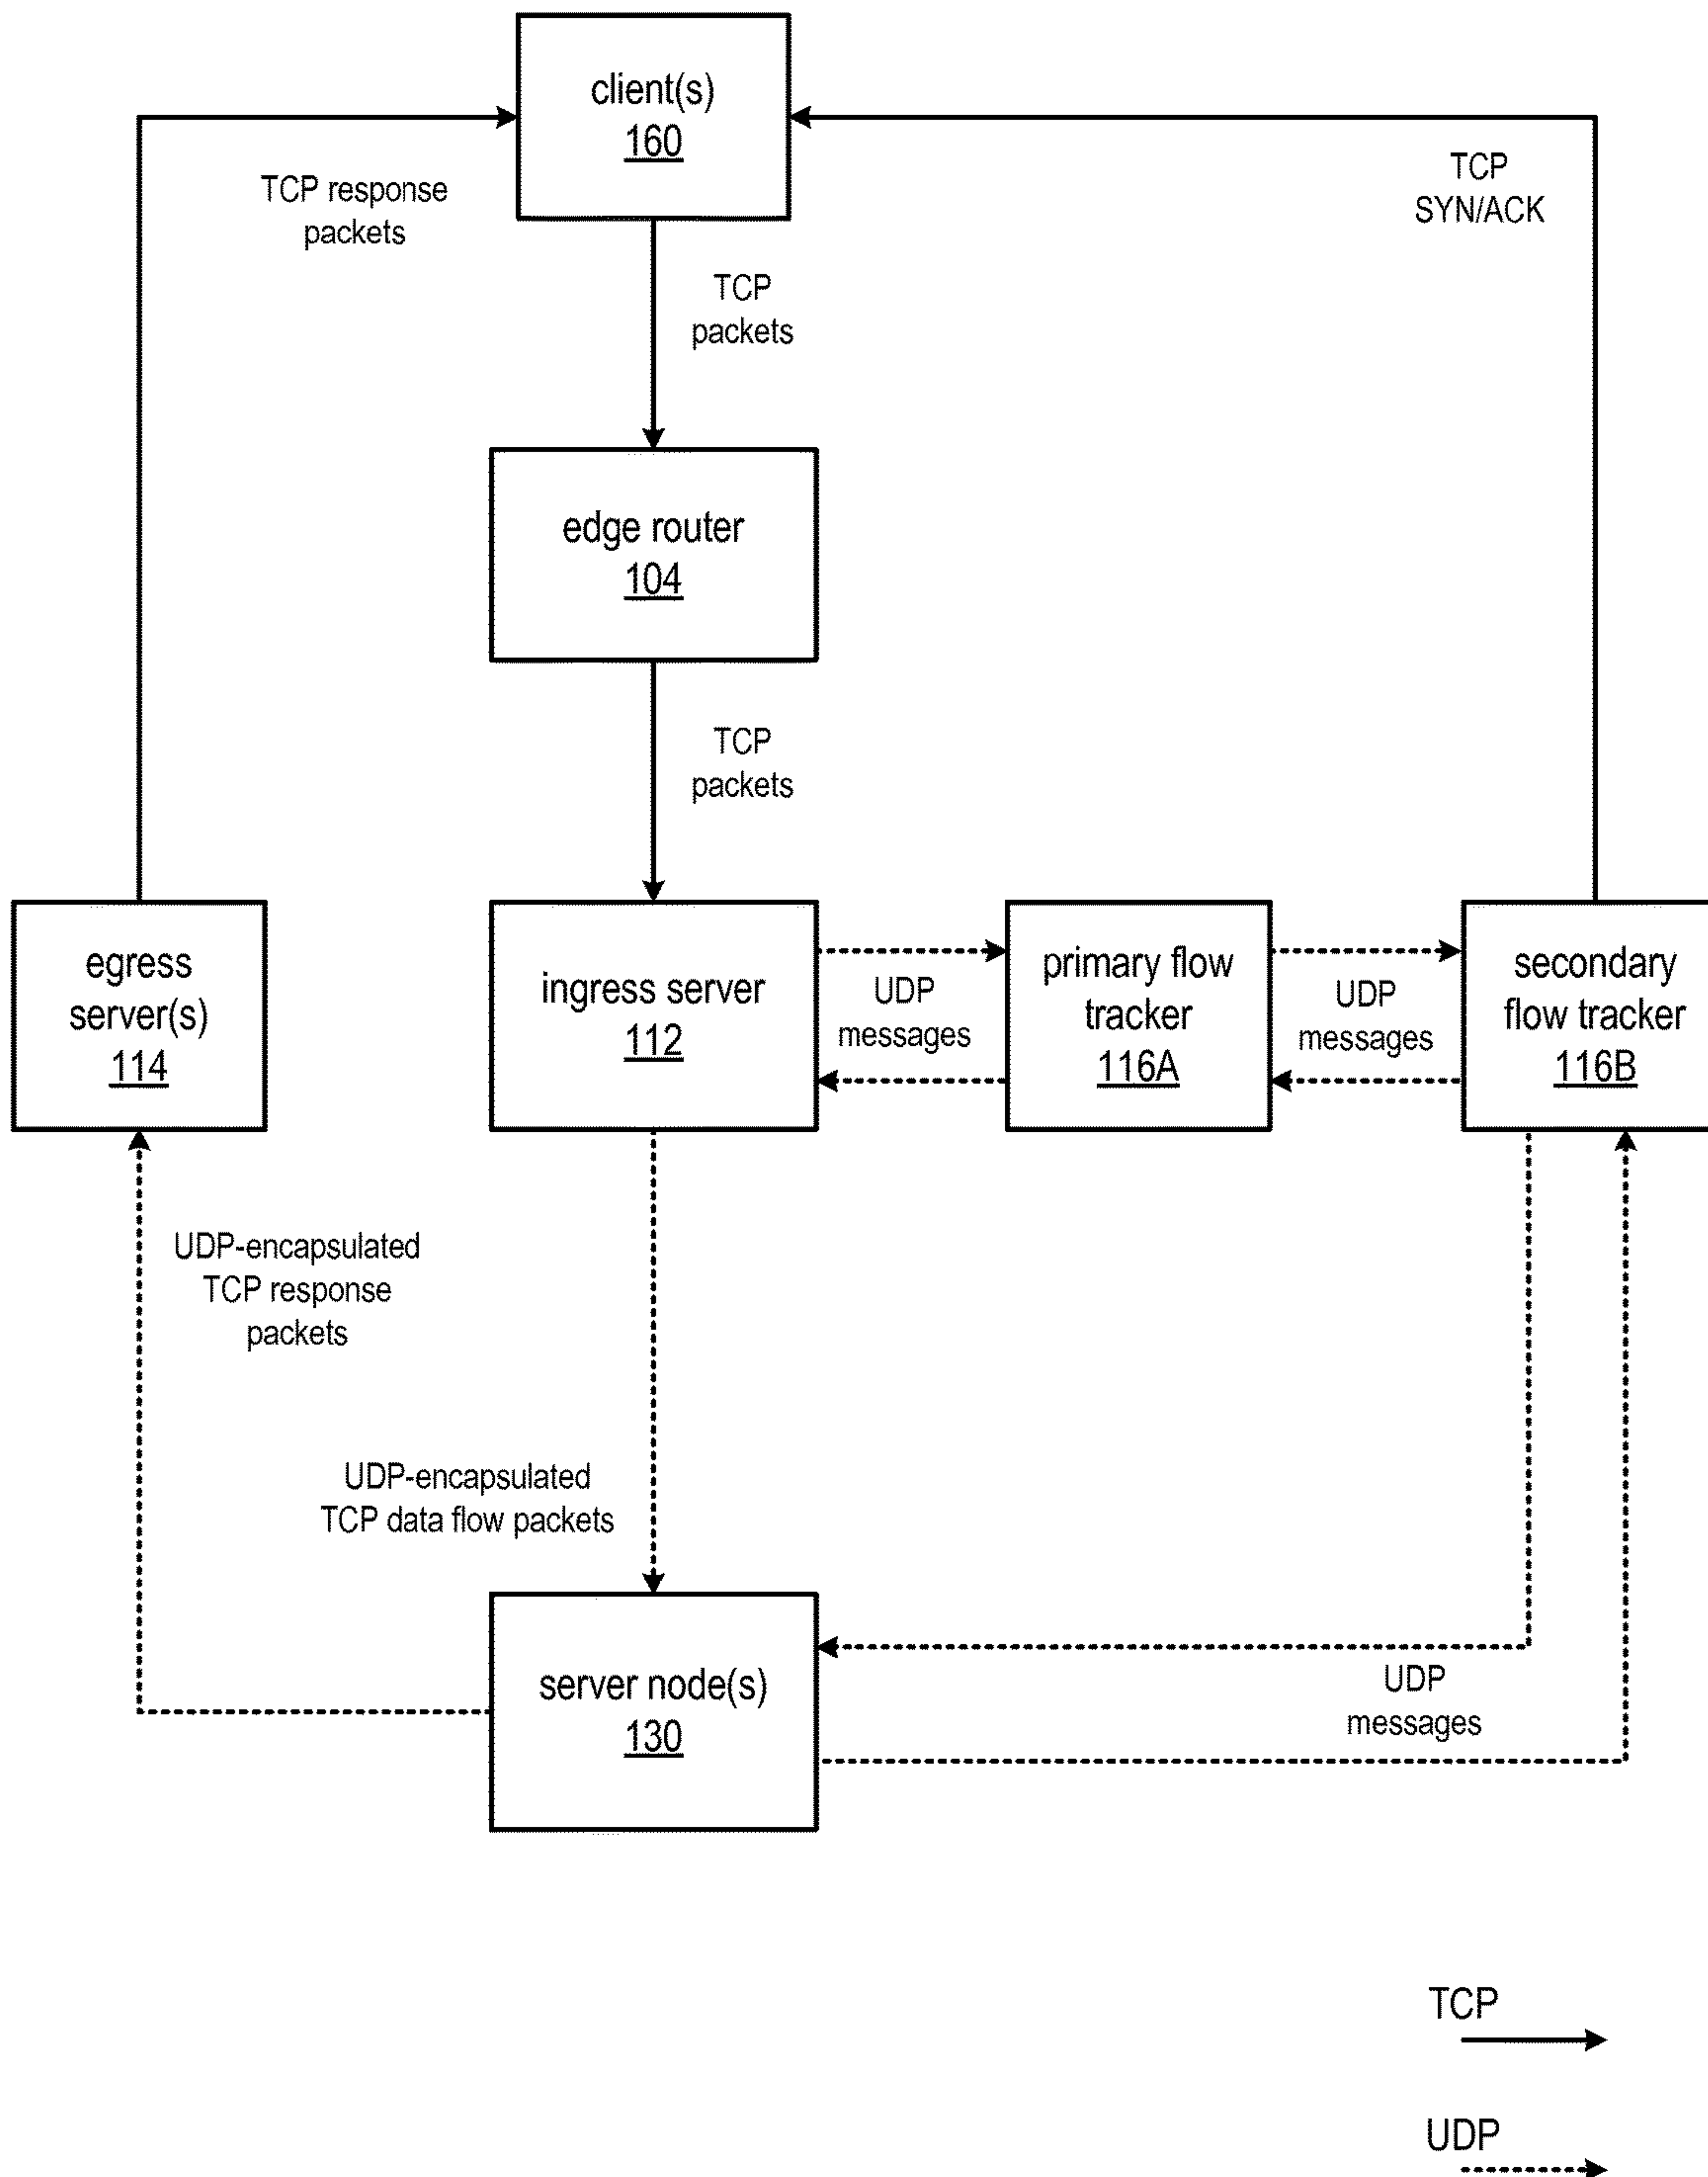 client(s)
160
TCP response
packets
TCP
SYN/ACK
TCP
packets
edge router
104
TCP
packets
egress
server(s)
114
ingress server
112
UDP
messages
primary flow
tracker
116A
UDP
messages
secondary
flow tracker
116B
UDP-encapsulated
TCP response
packets
UDP-encapsulated
TCP data flow packets
server node(s)
130
UDP
messages
TCP
UDP